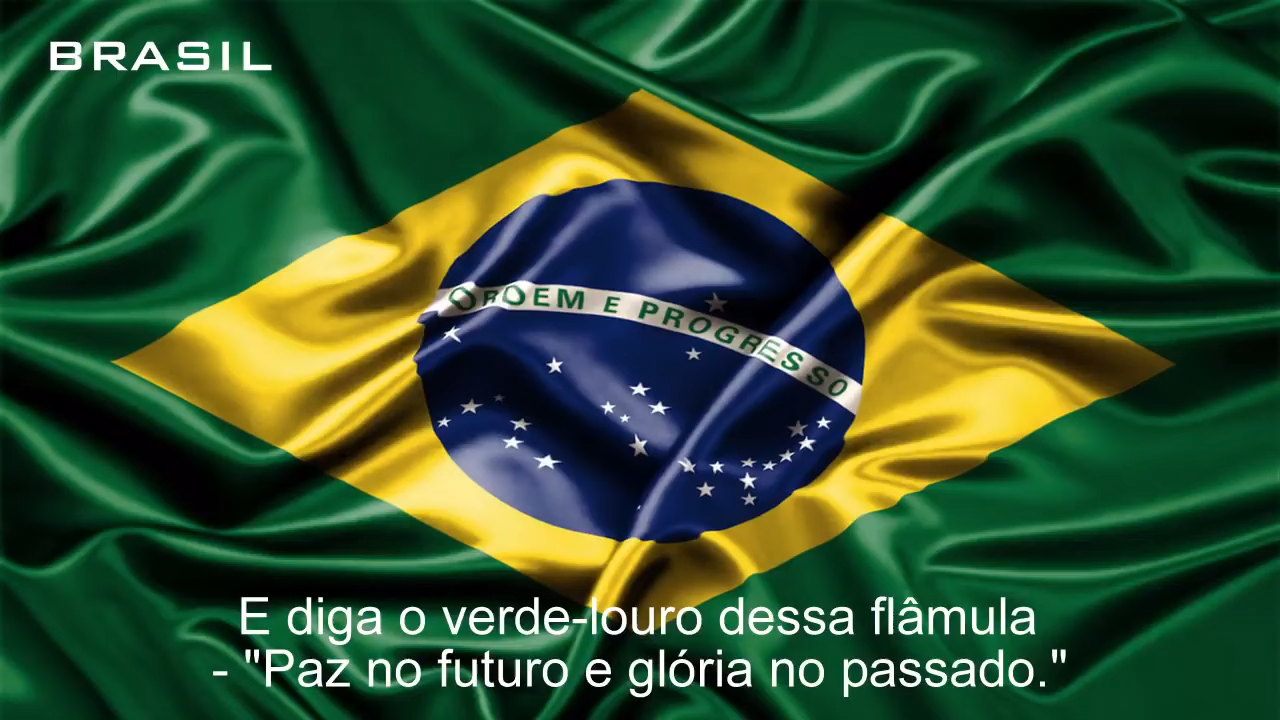 BRASIL
ORDEM E PROGRESSO
E diga o verde-louro dessa flâmula
- "Paz no futuro e glória no passado."